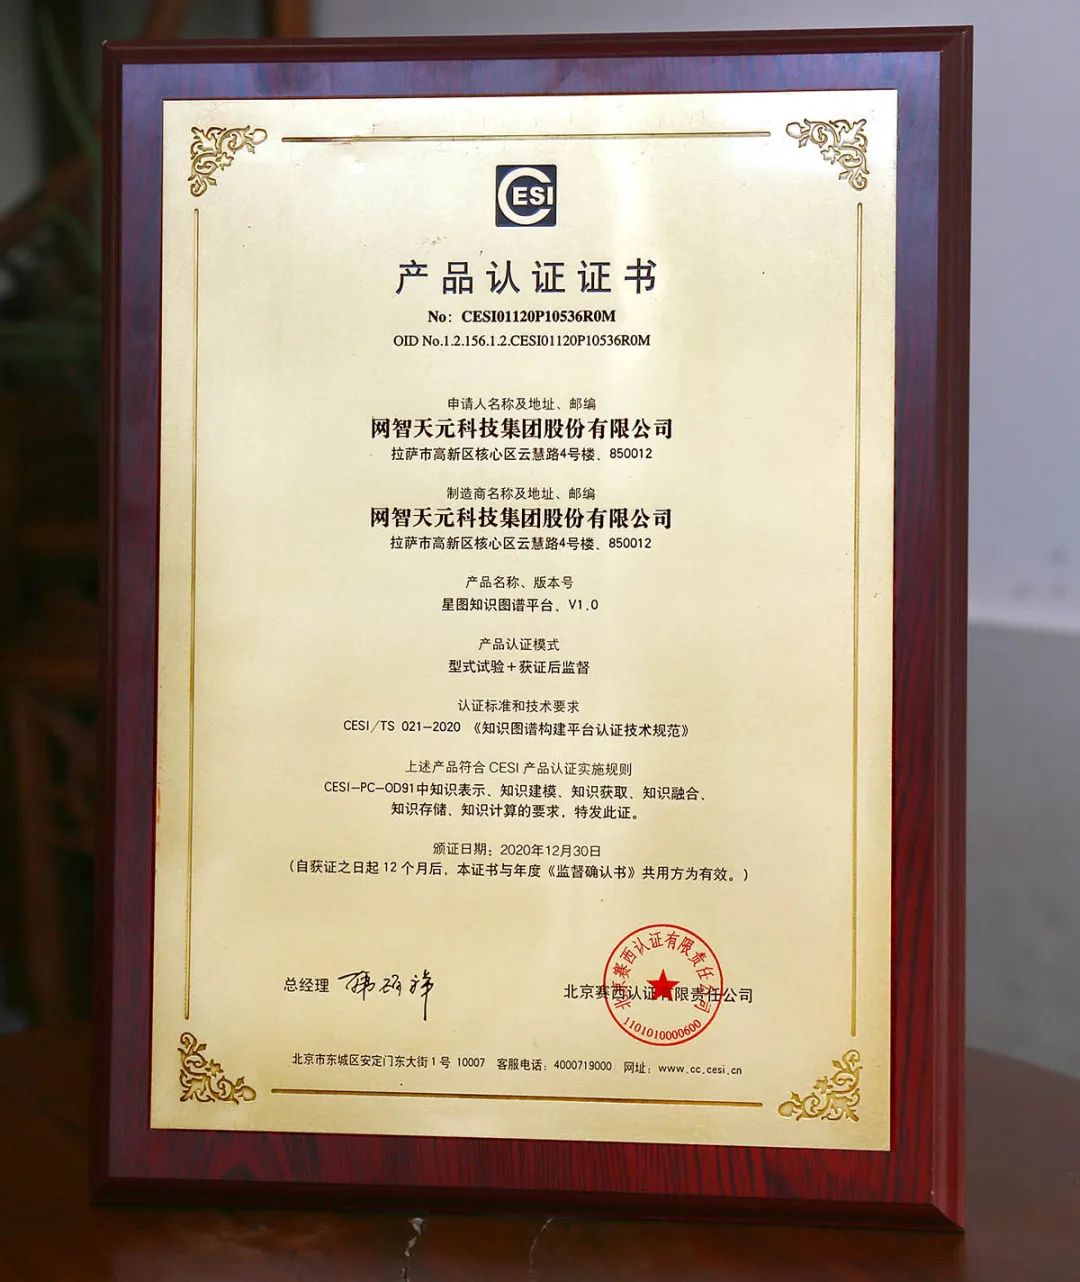 CESI
产品认证证书
No: CESI01120P10536R0M
OID No.1.2.156.1.2.CESI01120P10536R0M
申请人名称及地址、邮编
网智天元科技集团股份有限公司
拉萨市高新区核心区云慧路4号楼、850012
制造商名称及地址、邮编
网智天元科技集团股份有限公司
拉萨市高新区核心区云慧路4号楼、850012
产品名称、版本号
星图知识图谱平台、V1.0
产品认证模式
型式试验+获证后监督
认证标准和技术要求
CESI/TS 021-2020 《知识图谱构建平台认证技术规范》
上述产品符合 CESI 产品认证实施规则
CESI-PC-OD91中知识表示、知识建模、知识获取、知识融合、
知识存储、知识计算的要求，特发此证。
颁证日期：2020年12月30日
（自获证之日起 12 个月后，本证书与年度《监督确认书》共用方为有效。）
总经理
北京赛西认证有限责任公司
北京赛西认证有限责任公司
1101010000600
北京市东城区安定门东大街 1 号 10007 客服电话：4000719000 网址：www.cc.cesi.cn